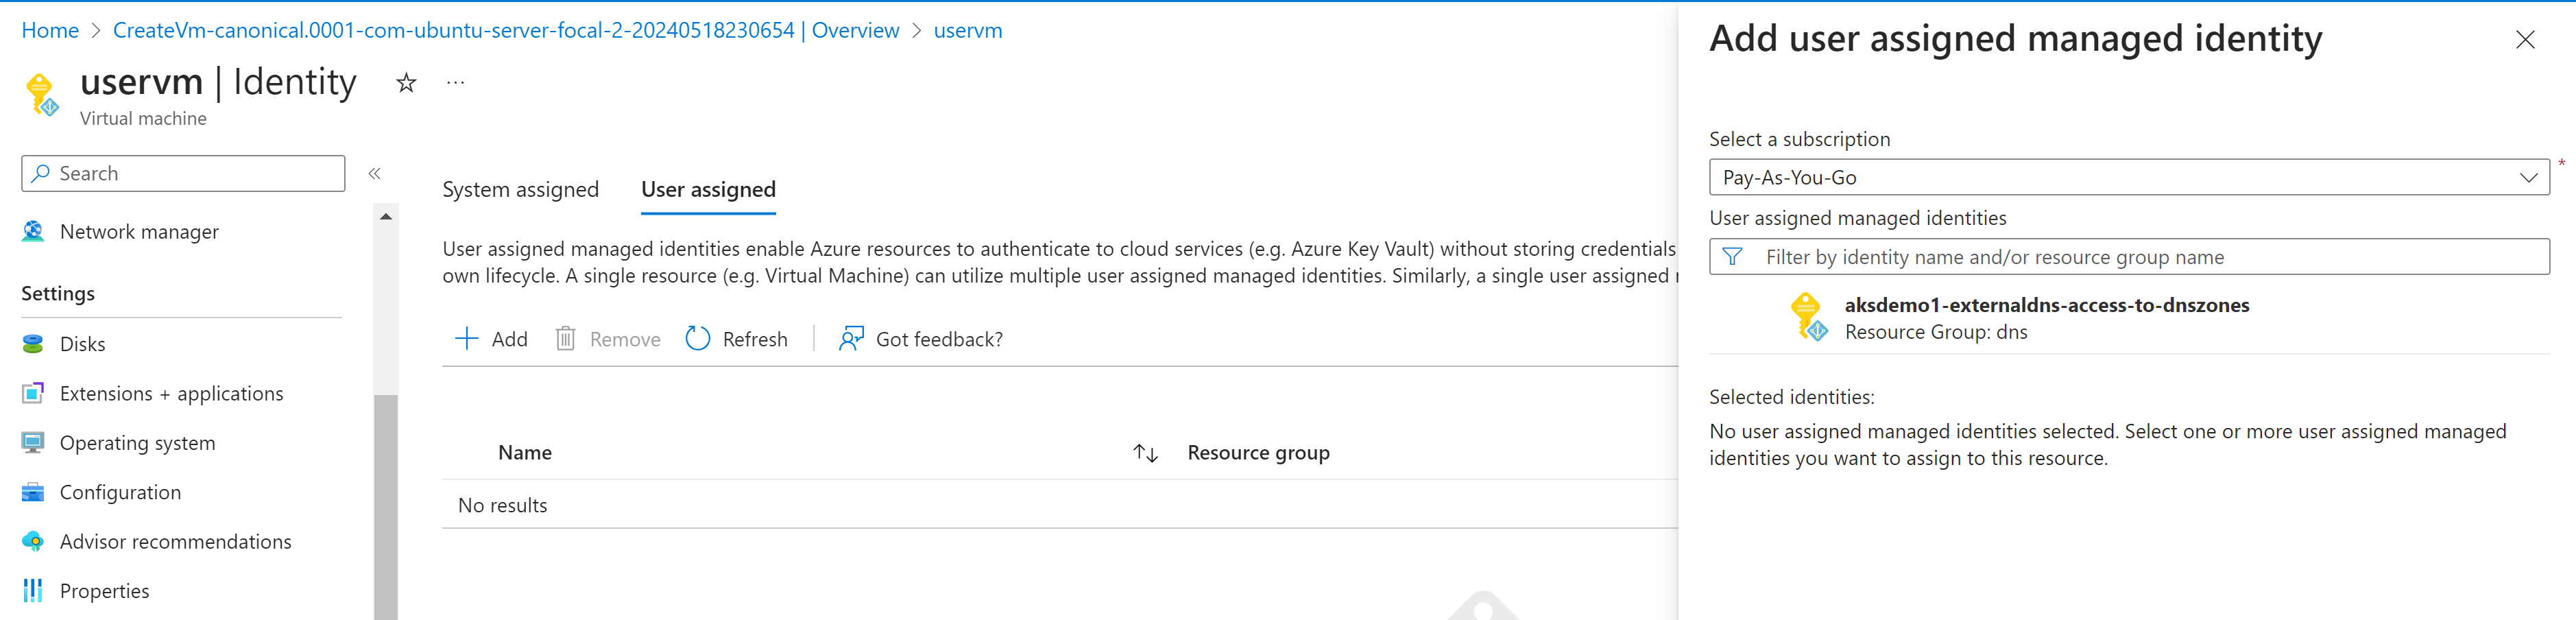 Home > CreateVm-canonical.0001-com-ubuntu-server-focal-2-20240518230654 | Overview > uservm
uservm | Identity
Virtual machine
Search
Network manager
Settings
Disks
Extensions + applications
Operating system
Configuration
Advisor recommendations
Properties
System assigned
User assigned
User assigned managed identities enable Azure resources to authenticate to cloud services (e.g. Azure Key Vault) without storing credentials
own lifecycle. A single resource (e.g. Virtual Machine) can utilize multiple user assigned managed identities. Similarly, a single user assigned
Add
Remove
Refresh
Got feedback?
Name
Resource group
No results
Add user assigned managed identity
Select a subscription
Pay-As-You-Go
*
User assigned managed identities
Filter by identity name and/or resource group name
aksdemo1-externaldns-access-to-dnszones
Resource Group: dns
Selected identities:
No user assigned managed identities selected. Select one or more user assigned managed
identities you want to assign to this resource.